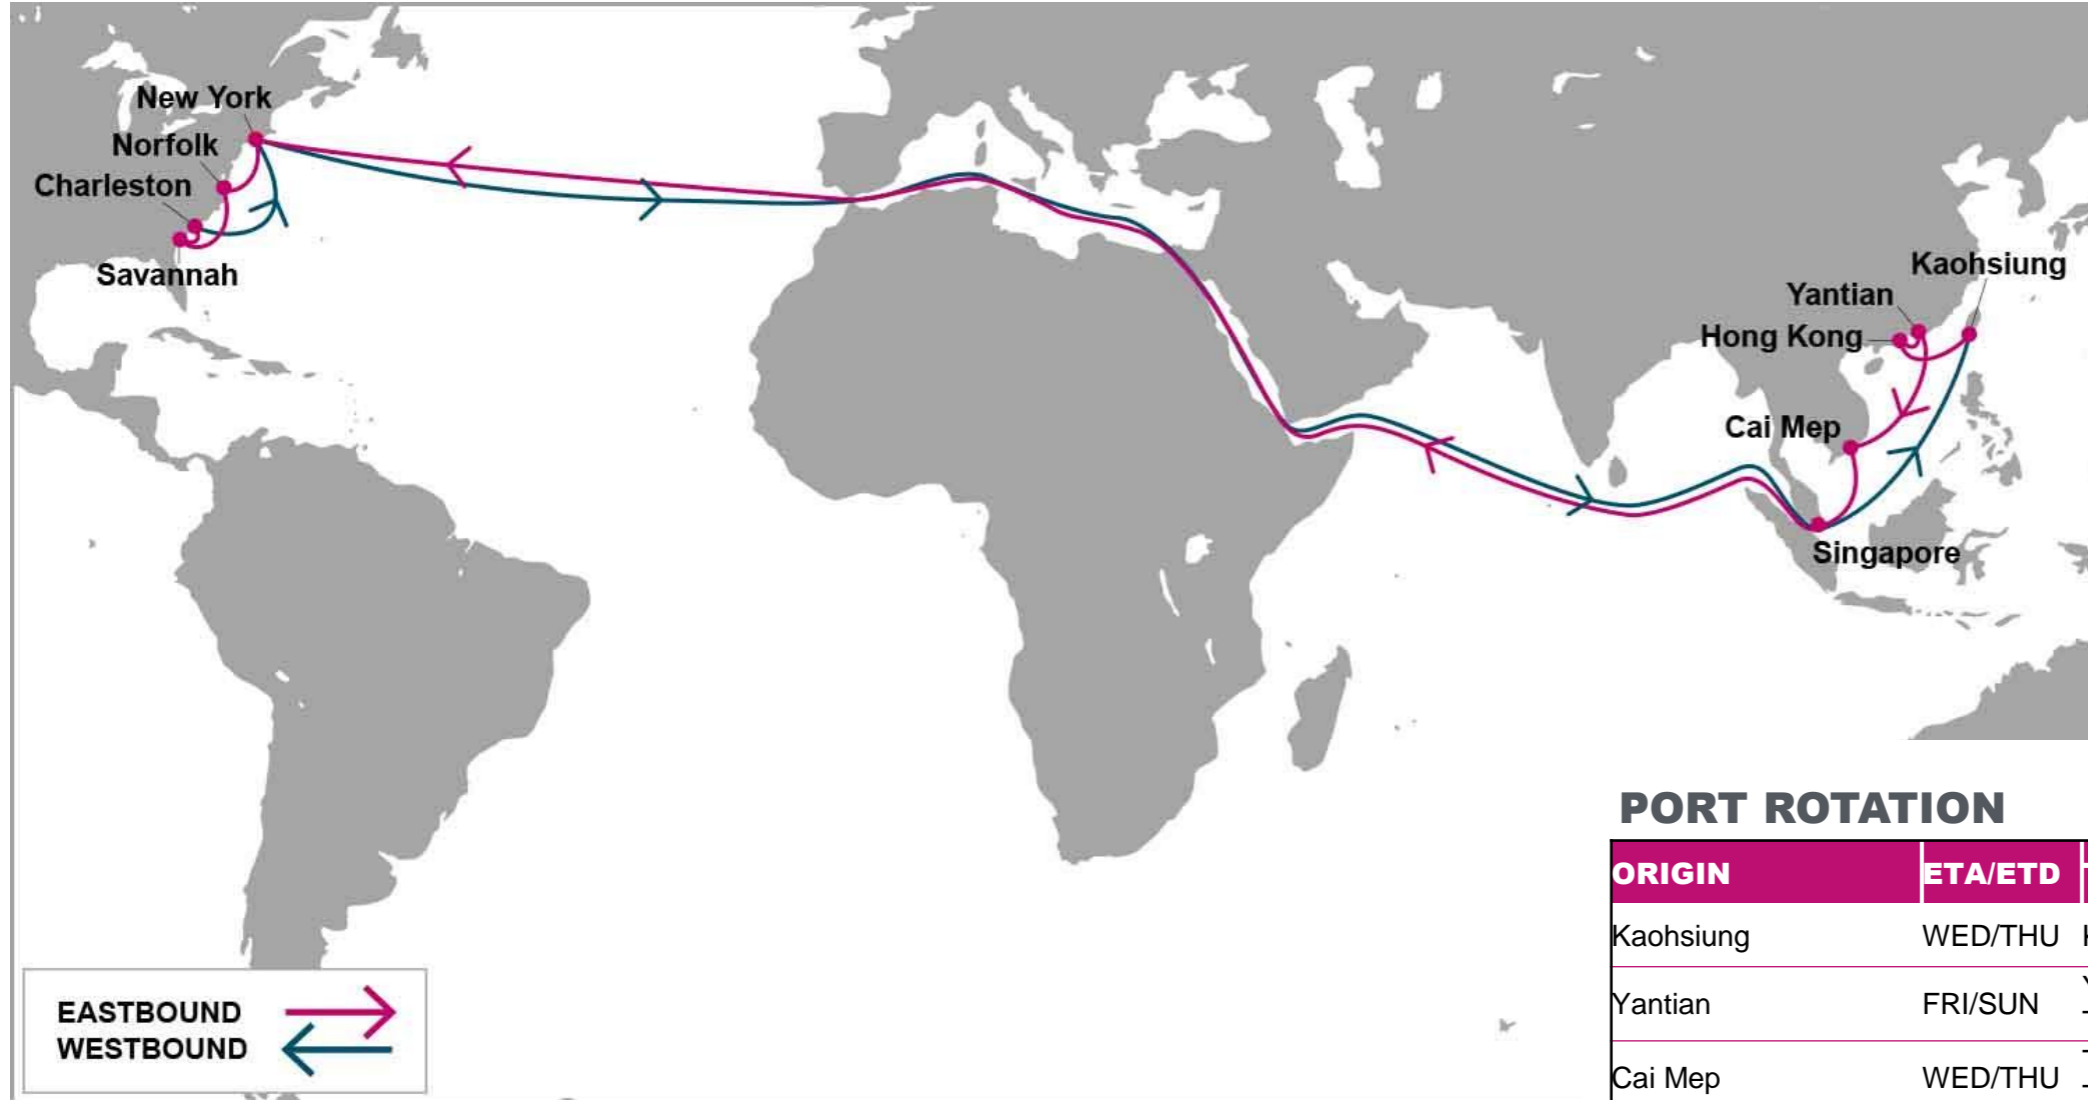 New York
Norfolk
Charleston
Savannah
Kaohsiung
Yantian
Hong Kong
Cai Mep
Singapore
PORT ROTATION
ORIGIN ETA/ETD
Kaohsiung WED/THU
Yantian FRI/SUN
Cai Mep WED/THU
EASTBOUND
WESTBOUND